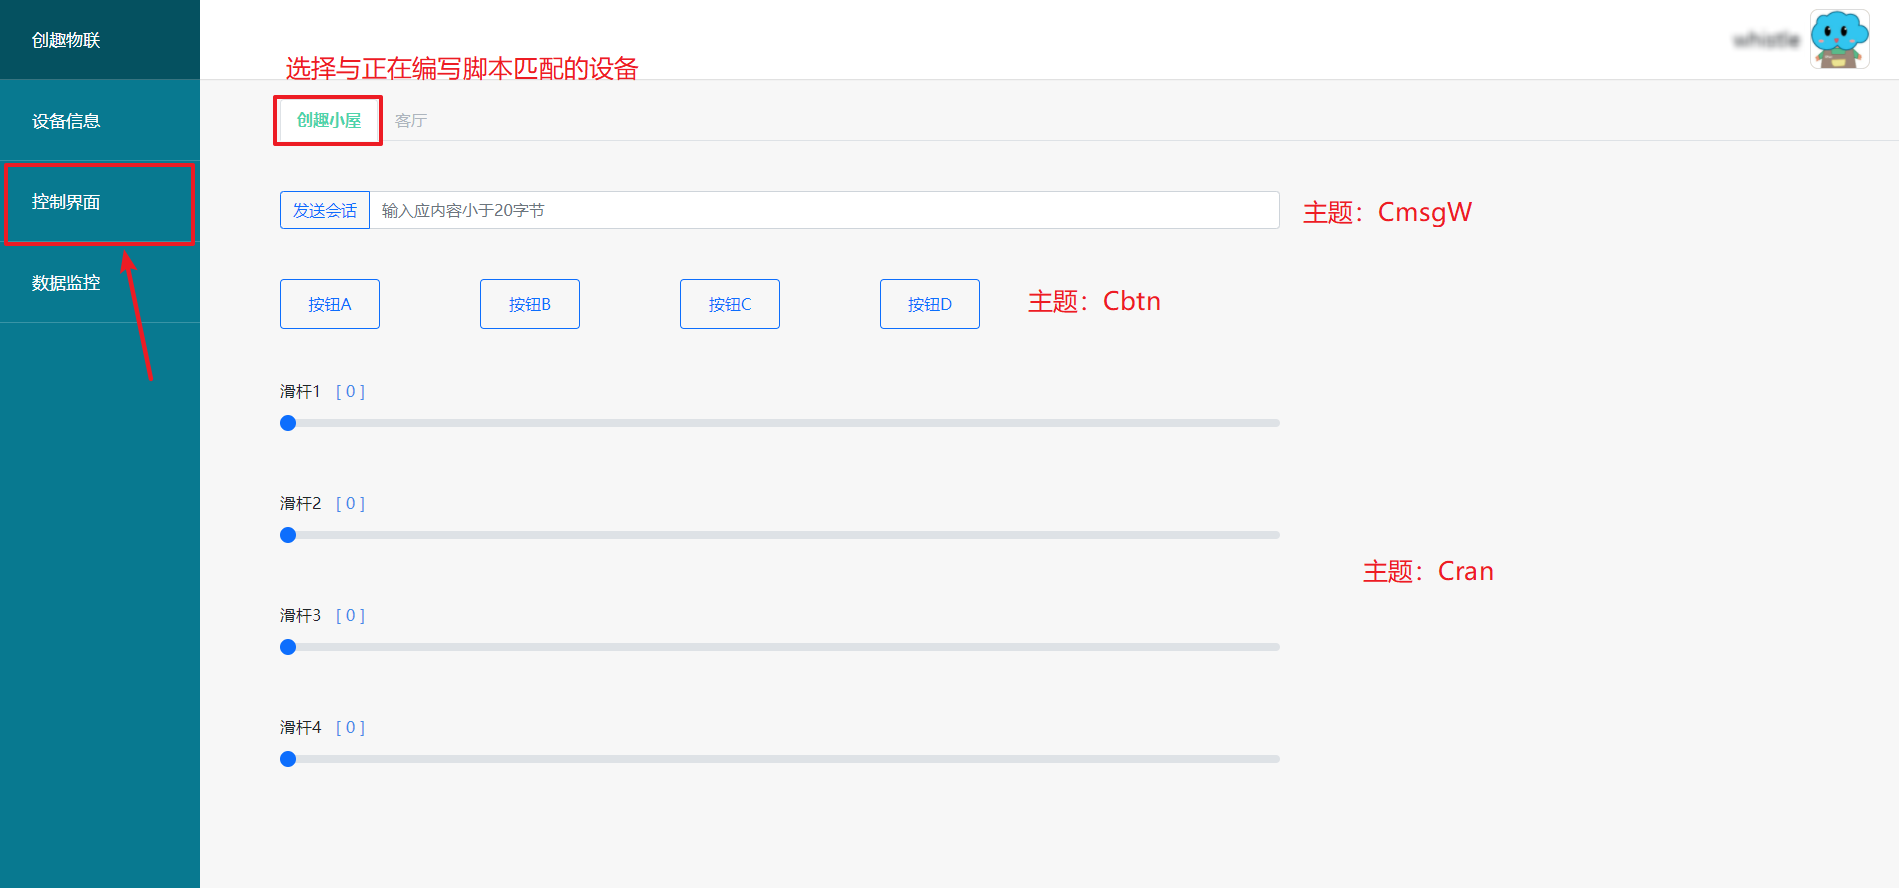 创趣物联
whistle
选择与正在编写脚本匹配的设备
设备信息
创趣小屋 客厅
控制界面
发送会话 输入应内容小于20字节 主题：CmsgW
数据监控
按钮A 按钮B 按钮C 按钮D 主题：Cbtn
滑杆1 [ 0 ]
滑杆2 [ 0 ]
主题：Cran
滑杆3 [ 0 ]
滑杆4 [ 0 ]